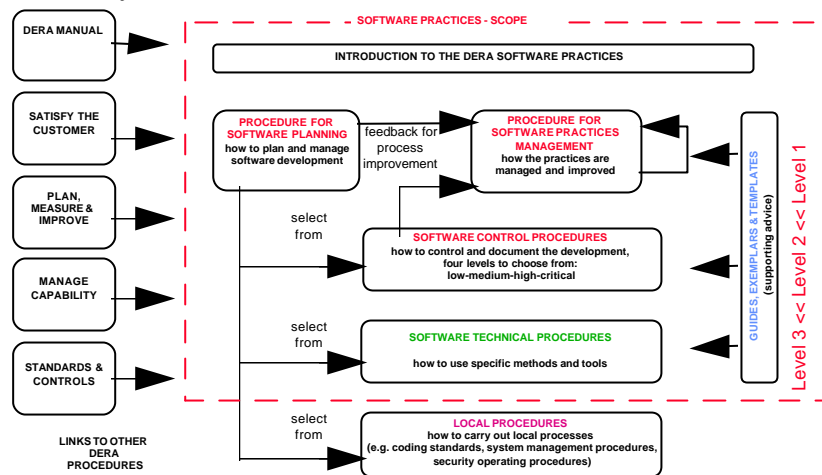 SOFTWARE PRACTICES - SCOPE
DERA MANUAL
INTRODUCTION TO THE DERA SOFTWARE PRACTICES
SATISFY THE
CUSTOMER
PLAN,
MEASURE &
IMPROVE
MANAGE
CAPABILITY
STANDARDS &
CONTROLS
LINKS TO OTHER
DERA
PROCEDURES
PROCEDURE FOR
SOFTWARE PLANNING
how to plan and manage
software development
feedback for
process
improvement
PROCEDURE FOR
SOFTWARE PRACTICES
MANAGEMENT
how the practices are
managed and improved
select
from
SOFTWARE CONTROL PROCEDURES
how to control and document the development,
four levels to choose from:
low-medium-high-critical
select
from
SOFTWARE TECHNICAL PROCEDURES
how to use specific methods and tools
select
from
LOCAL PROCEDURES
how to carry out local processes
(e.g. coding standards, system management procedures,
security operating procedures)
GUIDES, EXEMPLARS & TEMPLATES
(supporting advice)
Level 3 << Level 2 << Level 1